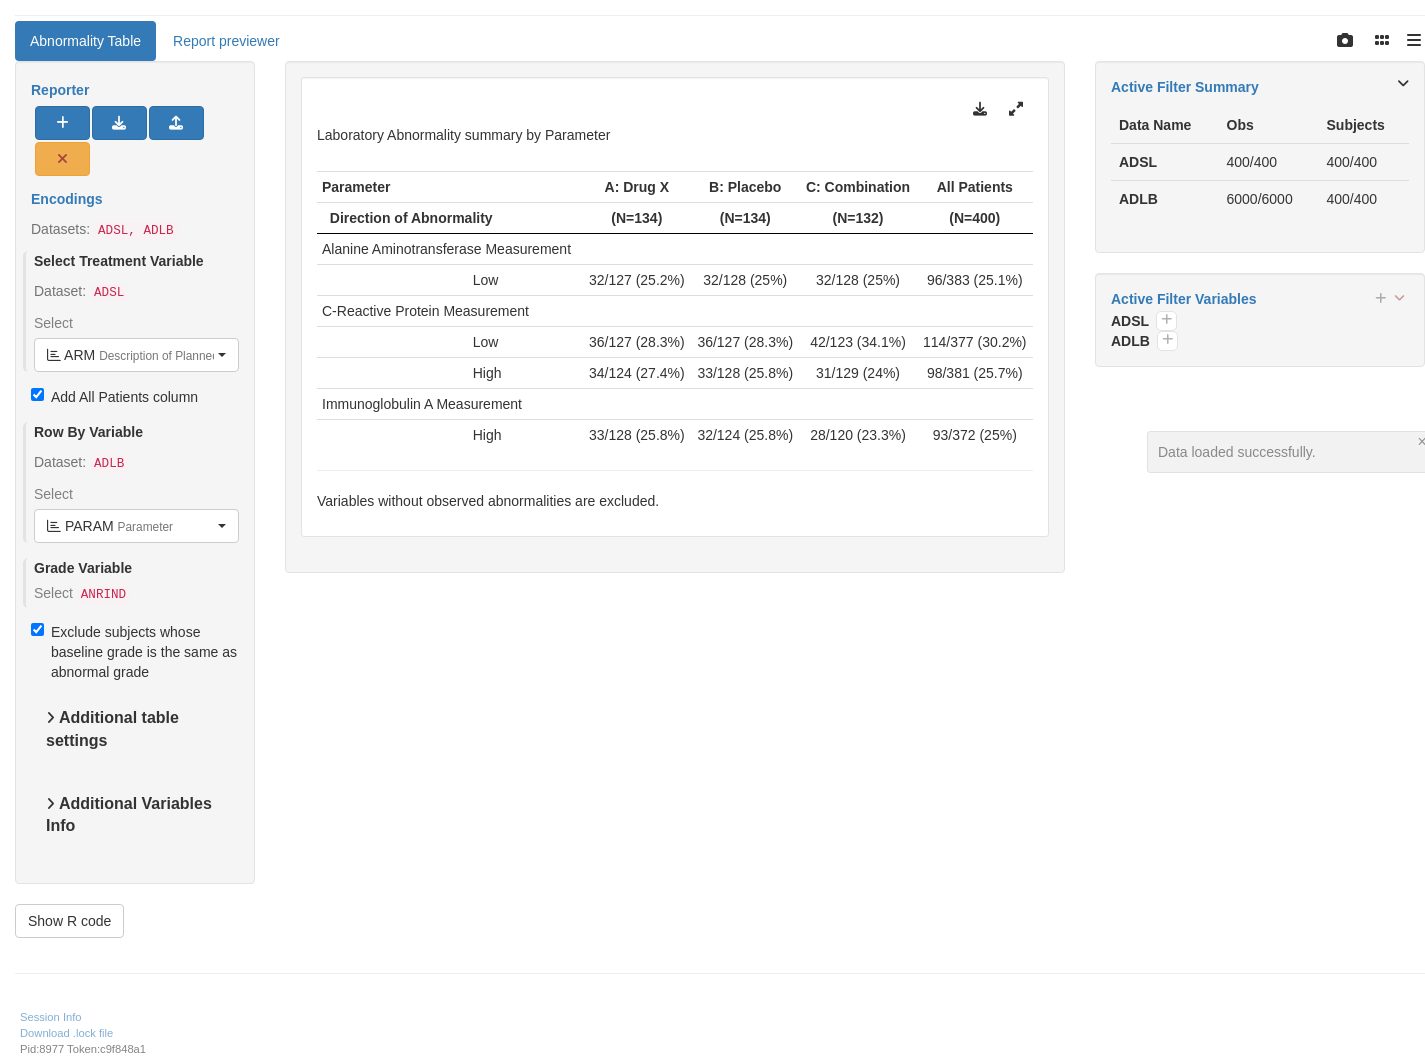 Abnormality Table
Report previewer
Reporter
Encodings
Datasets: ADSL, ADLB
Select Treatment Variable
Dataset: ADSL
Select
ARM Description of Planned
Add All Patients column
Row By Variable
Dataset: ADLB
Select
PARAM Parameter
Grade Variable
Select ANRIND
Exclude subjects whose
baseline grade is the same as
abnormal grade
Additional table
settings
Additional Variables
Info
Show R code
Laboratory Abnormality summary by Parameter
Parameter A: Drug X B: Placebo C: Combination All Patients
Direction of Abnormality (N=134) (N=134) (N=132) (N=400)
Alanine Aminotransferase Measurement
Low 32/127 (25.2%) 32/128 (25%) 32/128 (25%) 96/383 (25.1%)
C-Reactive Protein Measurement
Low 36/127 (28.3%) 36/127 (28.3%) 42/123 (34.1%) 114/377 (30.2%)
High 34/124 (27.4%) 33/128 (25.8%) 31/129 (24%) 98/381 (25.7%)
Immunoglobulin A Measurement
High 33/128 (25.8%) 32/124 (25.8%) 28/120 (23.3%) 93/372 (25%)
Variables without observed abnormalities are excluded.
Active Filter Summary
Data Name Obs Subjects
ADSL 400/400 400/400
ADLB 6000/6000 400/400
Active Filter Variables
ADSL
ADLB
Data loaded successfully.
Session Info
Download .lock file
Pid:8977 Token:c9f848a1